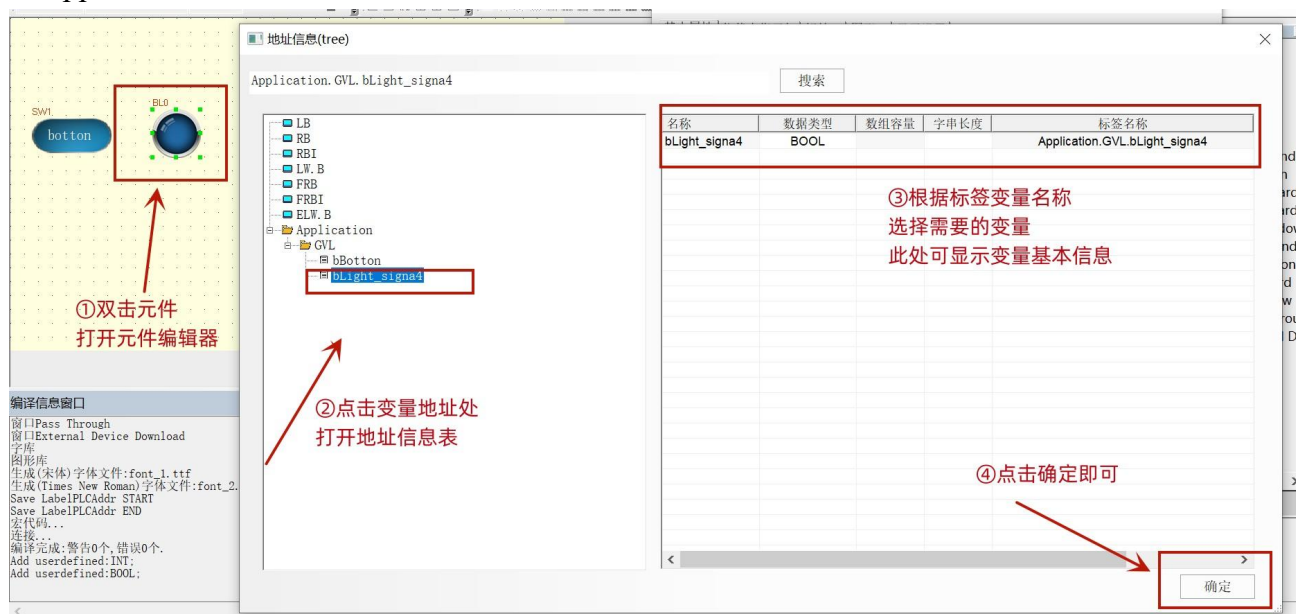 地址信息(tree)
Application.GVL.bLight_signa4
搜索
SW1
BL0
botton
LB
RB
RBI
LW.B
FRB
FRBI
ELW.B
Application
GVL
bBotton
bLight_signa4
名称 数据类型 数组容量 字串长度 标签名称
bLight_signa4 BOOL Application.GVL.bLight_signa4
③根据标签变量名称
选择需要的变量
此处可显示变量基本信息
①双击元件
打开元件编辑器
②点击变量地址处
打开地址信息表
④点击确定即可
确定
编译信息窗口
窗口Pass Through
窗口External Device Download
字库
图形库
生成(宋体)字体文件:font_1.ttf
生成(Times New Roman)字体文件:font_2.
Save LabelPLCAddr START
Save LabelPLCAddr END
宏代码...
连接...
编译完成:警告0个,错误0个.
Add userdefined:INT;
Add userdefined:BOOL;